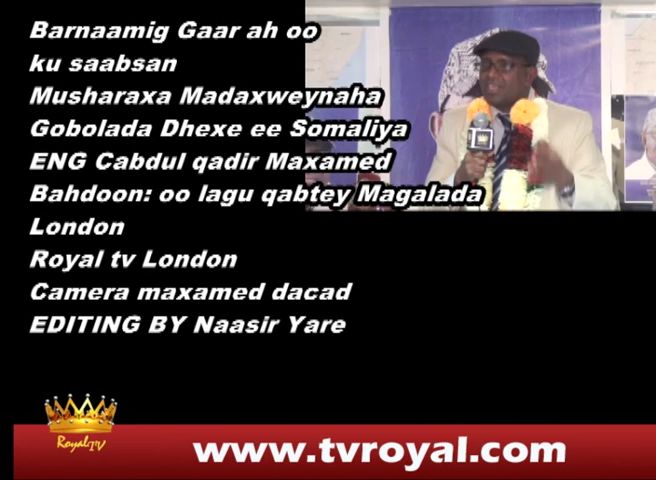 Barnaamig Gaar ah oo
ku saabsan
Musharaxa Madaxweynaha
Gobolada Dhexe ee Somaliya
ENG Cabdul qadir Maxamed
Bahdoon: oo lagu qabtey Magalada
London
Royal tv London
Camera maxamed dacad
EDITING BY Naasir Yare
RoyalTV
www.tvroyal.com